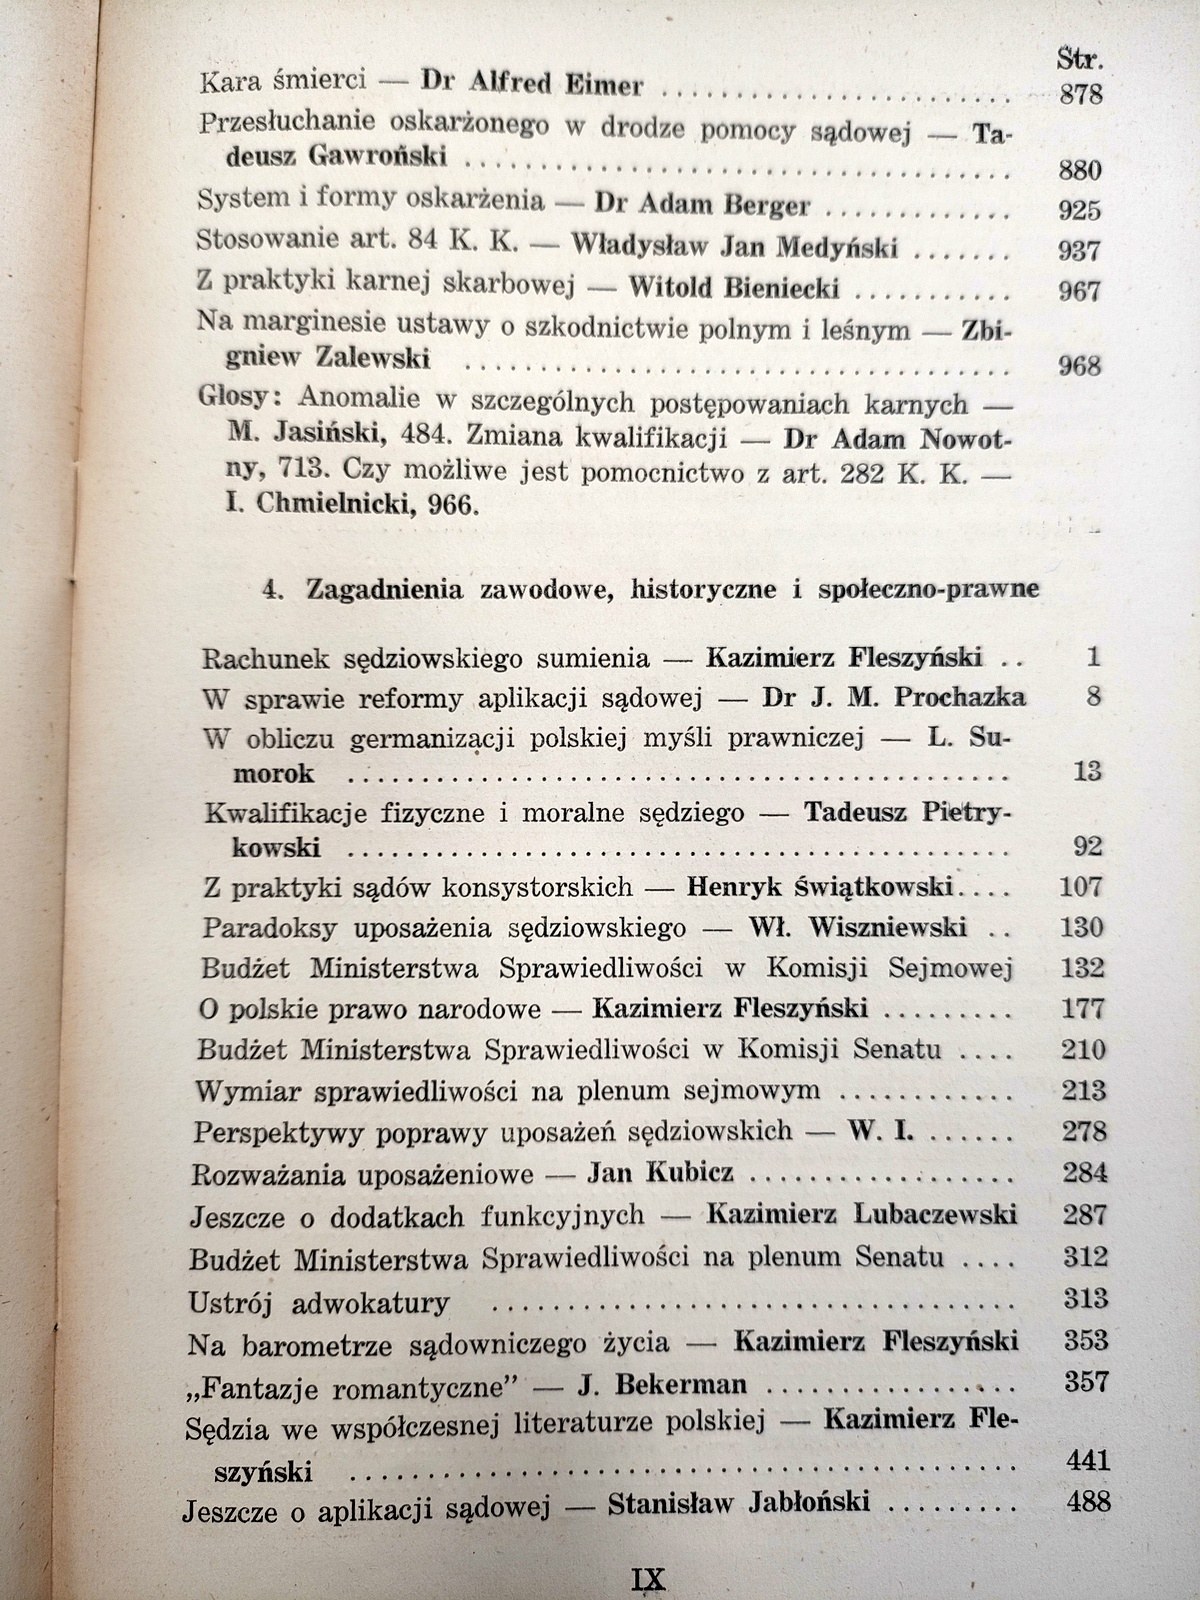 Str.
Kara śmierci — Dr Alfred Eimer ........................ 878
Przesłuchanie oskarżonego w drodze pomocy sądowej — Ta-
deusz Gawroński .................................... 880
System i formy oskarżenia — Dr Adam Berger ............. 925
Stosowanie art. 84 K. K. — Władysław Jan Medyński ....... 937
Z praktyki karnej skarbowej — Witold Bieniecki ........... 967
Na marginesie ustawy o szkodnictwie polnym i leśnym — Zbi-
gniew Zalewski .................................... 968
Głosy: Anomalie w szczególnych postępowaniach karnych —
M. Jasiński, 484. Zmiana kwalifikacji — Dr Adam Nowot-
ny, 713. Czy możliwe jest pomocnictwo z art. 282 K. K. —
I. Chmielnicki, 966.
4. Zagadnienia zawodowe, historyczne i społeczno-prawne
Rachunek sędziowskiego sumienia — Kazimierz Fleszyński .. 1
W sprawie reformy aplikacji sądowej — Dr J. M. Prochazka 8
W obliczu germanizacji polskiej myśli prawniczej — L. Su-
morok .......................................... 13
Kwalifikacje fizyczne i moralne sędziego — Tadeusz Pietry-
kowski .......................................... 92
Z praktyki sądów konsystorskich — Henryk Świątkowski.... 107
Paradoksy uposażenia sędziowskiego — Wł. Wiszniewski .. 130
Budżet Ministerstwa Sprawiedliwości w Komisji Sejmowej 132
O polskie prawo narodowe — Kazimierz Fleszyński ......... 177
Budżet Ministerstwa Sprawiedliwości w Komisji Senatu .... 210
Wymiar sprawiedliwości na plenum sejmowym ............ 213
Perspektywy poprawy uposażeń sędziowskich — W. I. ...... 278
Rozważania uposażeniowe — Jan Kubicz .................. 284
Jeszcze o dodatkach funkcyjnych — Kazimierz Lubaczewski 287
Budżet Ministerstwa Sprawiedliwości na plenum Senatu .... 312
Ustrój adwokatury .................................. 313
Na barometrze sądowniczego życia — Kazimierz Fleszyński 353
„Fantazje romantyczne” — J. Bekerman ................. 357
Sędzia we współczesnej literaturze polskiej — Kazimierz Fle-
szyński .......................................... 441
Jeszcze o aplikacji sądowej — Stanisław Jabłoński ......... 488
IX